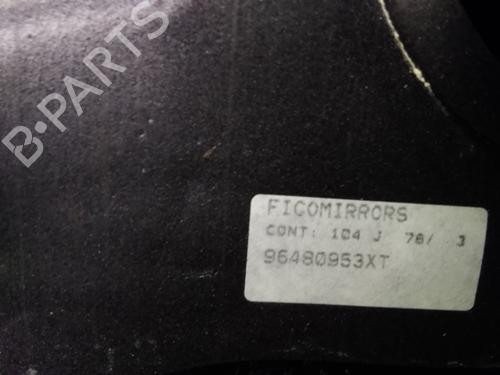 B-PARTS
FICOMIRRORS
CONT: 104 J 78/ 3
96480953XT